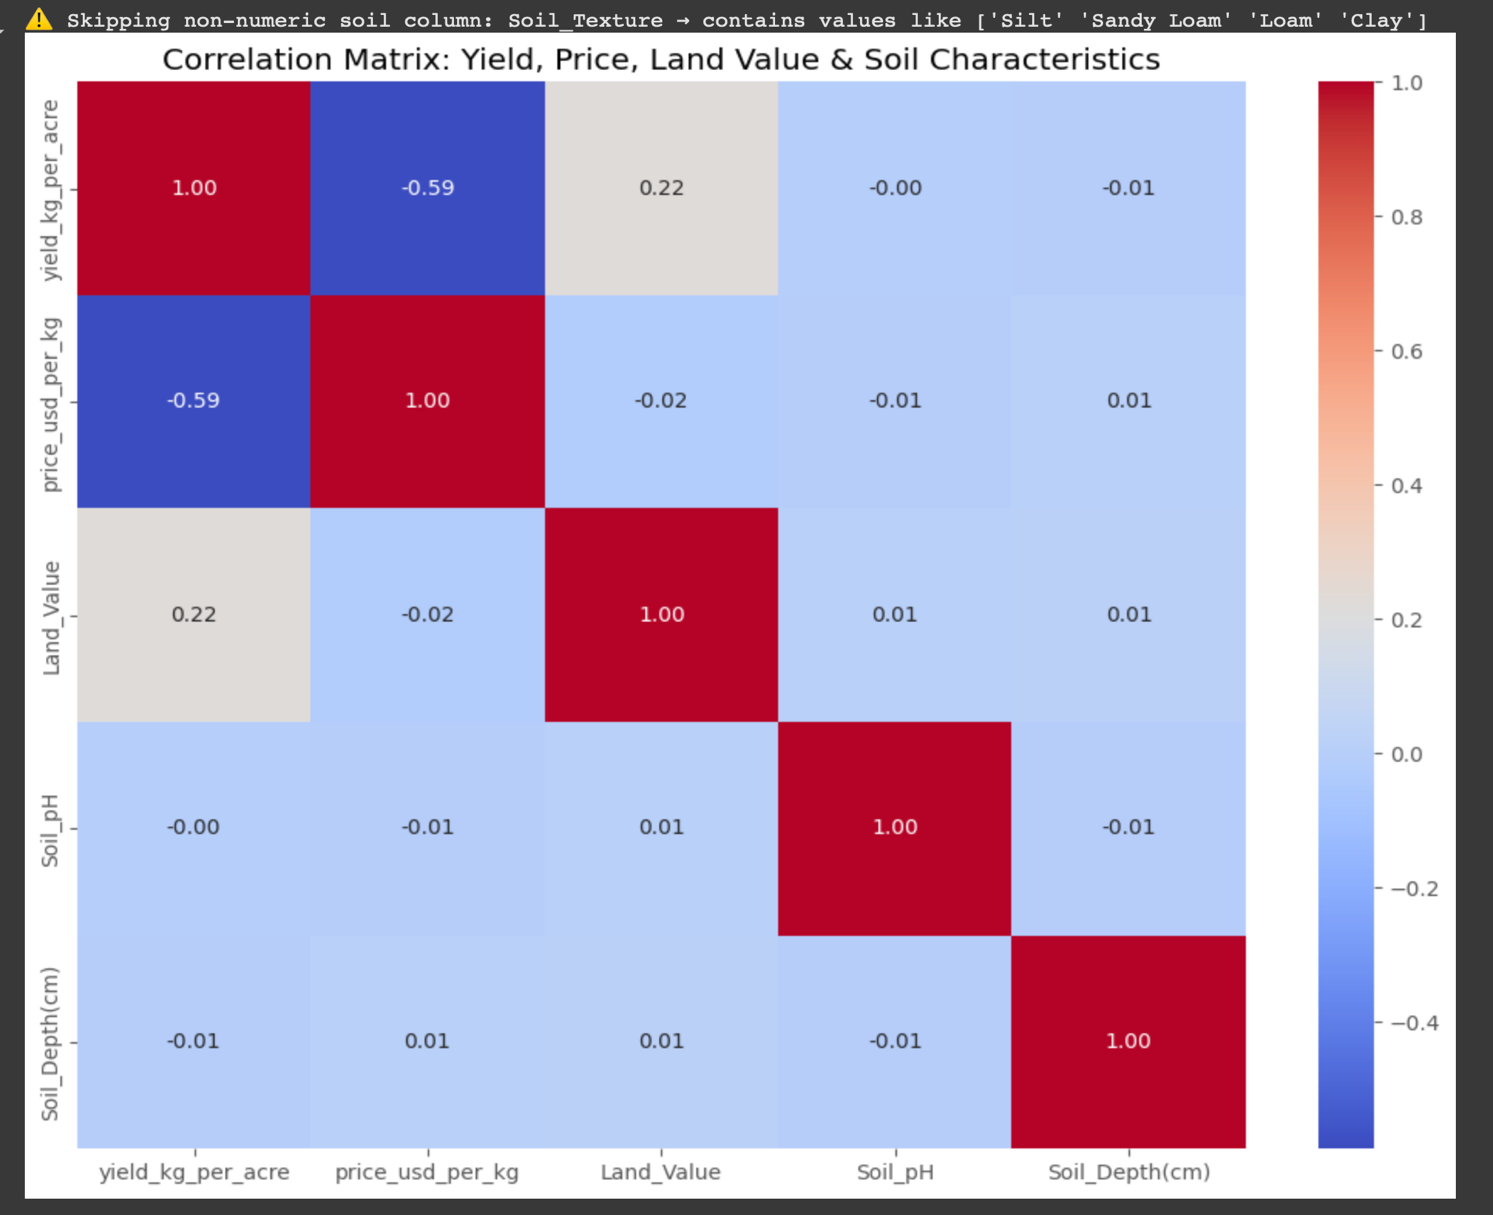 ⚠️ Skipping non-numeric soil column: Soil_Texture → contains values like ['Silt' 'Sandy Loam' 'Loam' 'Clay']
Correlation Matrix: Yield, Price, Land Value & Soil Characteristics
yield_kg_per_acre
1.00 -0.59 0.22 -0.00 -0.01
price_usd_per_kg
-0.59 1.00 -0.02 -0.01 0.01
Land_Value
0.22 -0.02 1.00 0.01 0.01
Soil_pH
-0.00 -0.01 0.01 1.00 -0.01
Soil_Depth(cm)
-0.01 0.01 0.01 -0.01 1.00
yield_kg_per_acre price_usd_per_kg Land_Value Soil_pH Soil_Depth(cm)
1.0
0.8
0.6
0.4
0.2
0.0
−0.2
−0.4